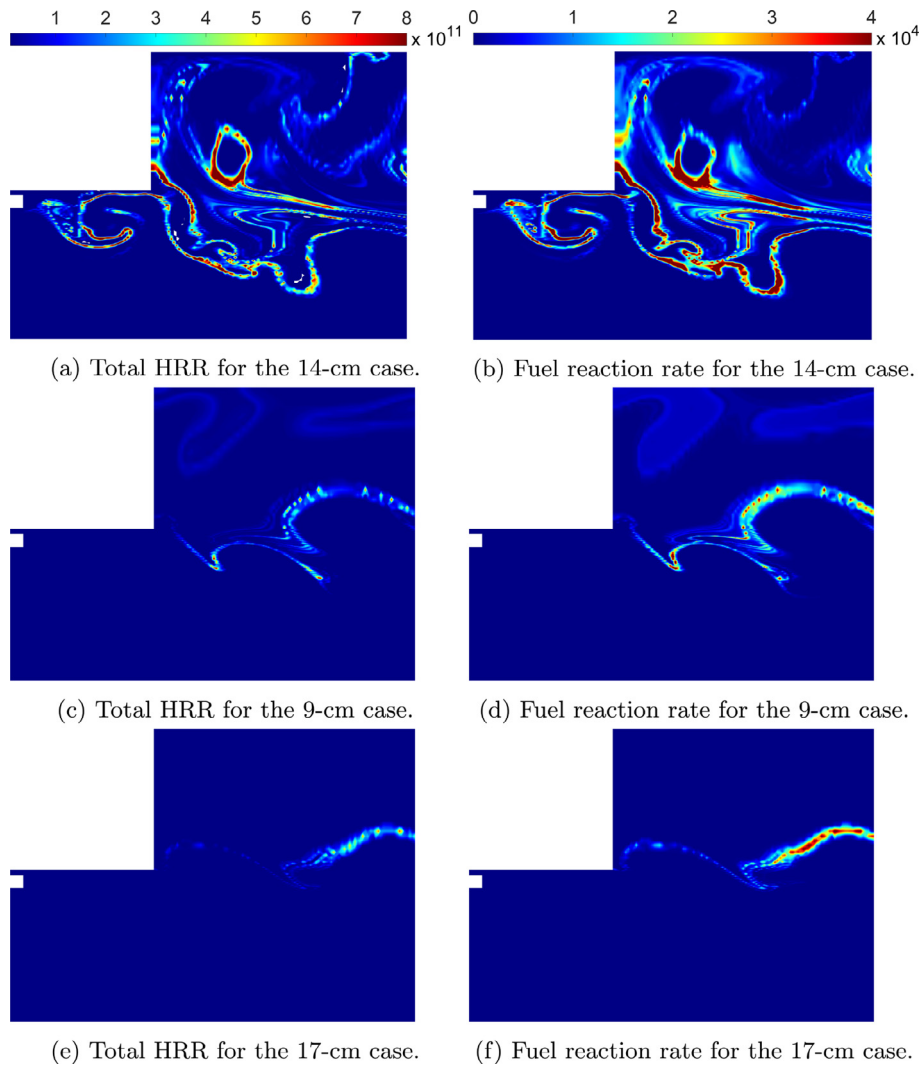 1 2 3 4 5 6 7 8
x 10¹¹
0 1 2 3 4
x 10⁴
(a) Total HRR for the 14-cm case.
(b) Fuel reaction rate for the 14-cm case.
(c) Total HRR for the 9-cm case.
(d) Fuel reaction rate for the 9-cm case.
(e) Total HRR for the 17-cm case.
(f) Fuel reaction rate for the 17-cm case.